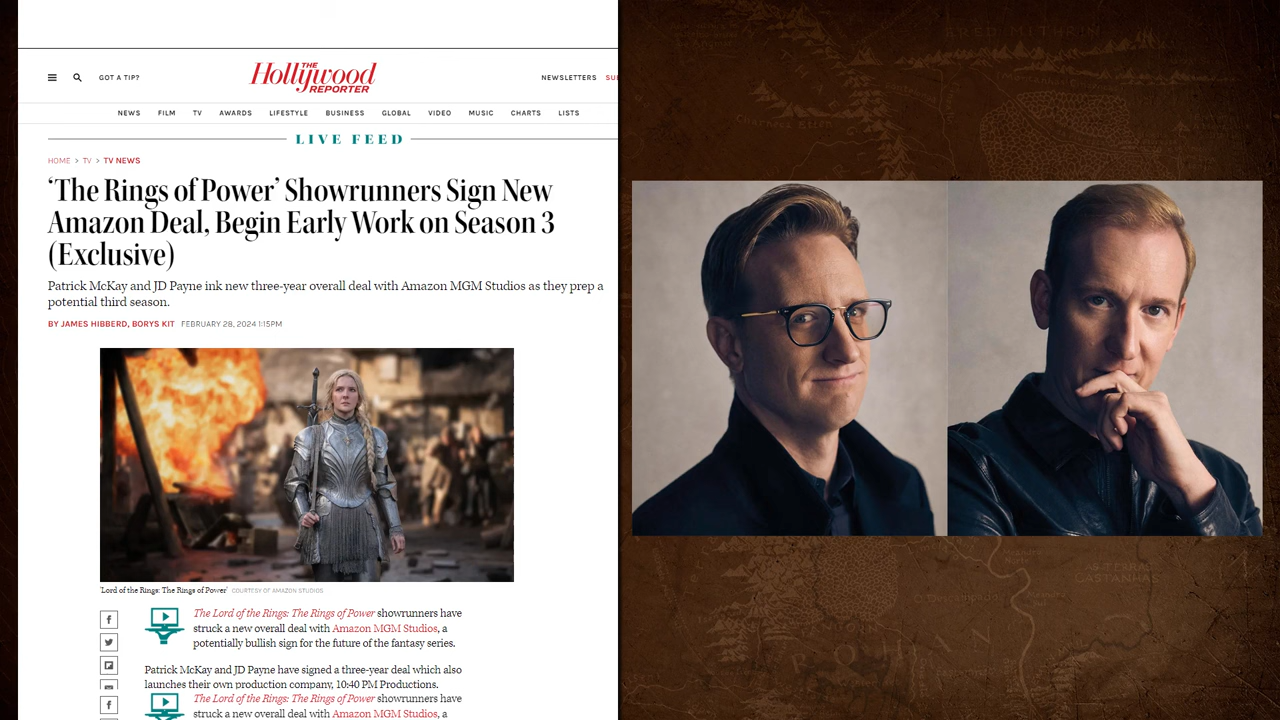 GOT A TIP?
THE
Hollywood
REPORTER
NEWSLETTERS
NEWS FILM TV AWARDS LIFESTYLE BUSINESS GLOBAL VIDEO MUSIC CHARTS LISTS
LIVE FEED
HOME > TV > TV NEWS
‘The Rings of Power’ Showrunners Sign New
Amazon Deal, Begin Early Work on Season 3
(Exclusive)
Patrick McKay and JD Payne ink new three-year overall deal with Amazon MGM Studios as they prep a
potential third season.
BY JAMES HIBBERD, BORYS KIT FEBRUARY 28, 2024 1:15PM
'Lord of the Rings: The Rings of Power' COURTESY OF AMAZON STUDIOS
The Lord of the Rings: The Rings of Power showrunners have
struck a new overall deal with Amazon MGM Studios, a
potentially bullish sign for the future of the fantasy series.
Patrick McKay and JD Payne have signed a three-year deal which also
launches their own production company, 10:40 PM Productions.
The Lord of the Rings: The Rings of Power showrunners have
struck a new overall deal with Amazon MGM Studios, a
ERED MITHRIN